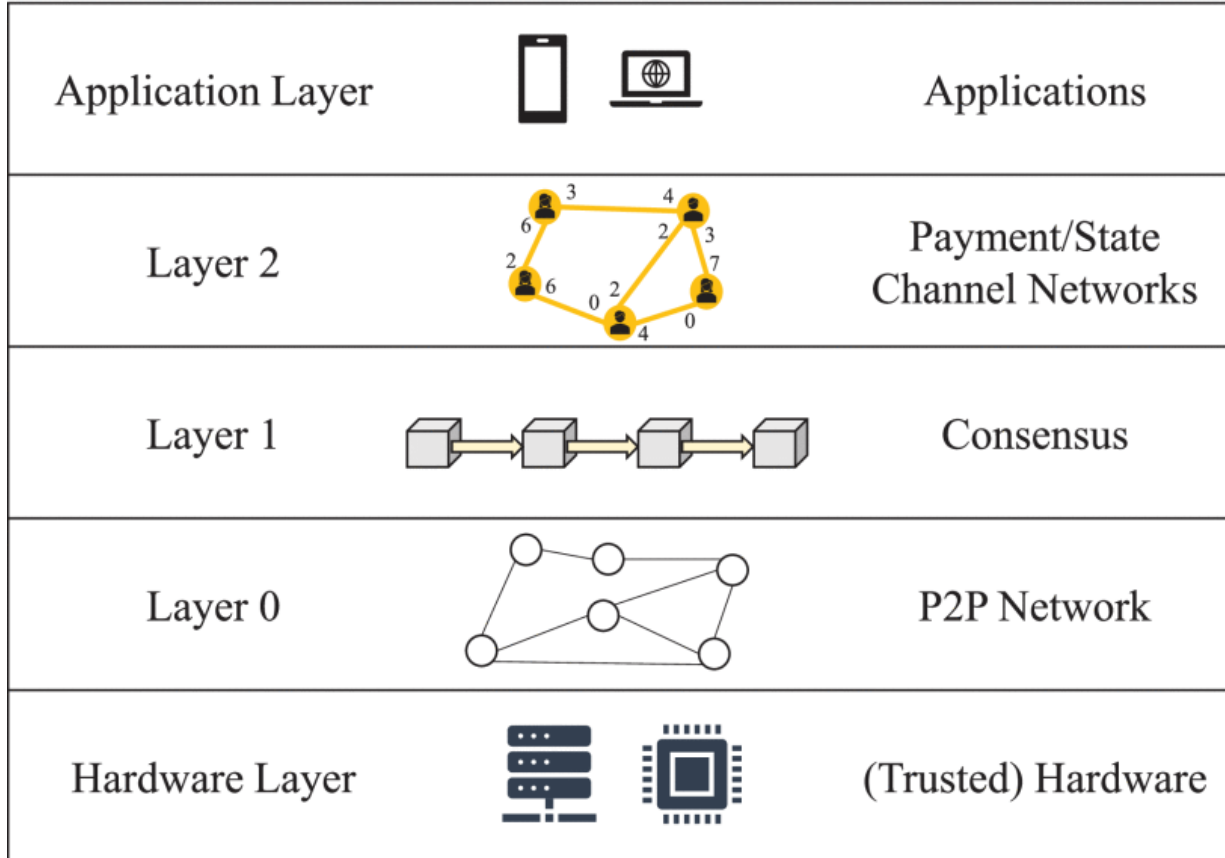 Application Layer
Applications
3 4
6 2 3
Layer 2
Payment/State
Channel Networks
2 6 2 7
0 4 0
Layer 1
Consensus
Layer 0
P2P Network
Hardware Layer
(Trusted) Hardware